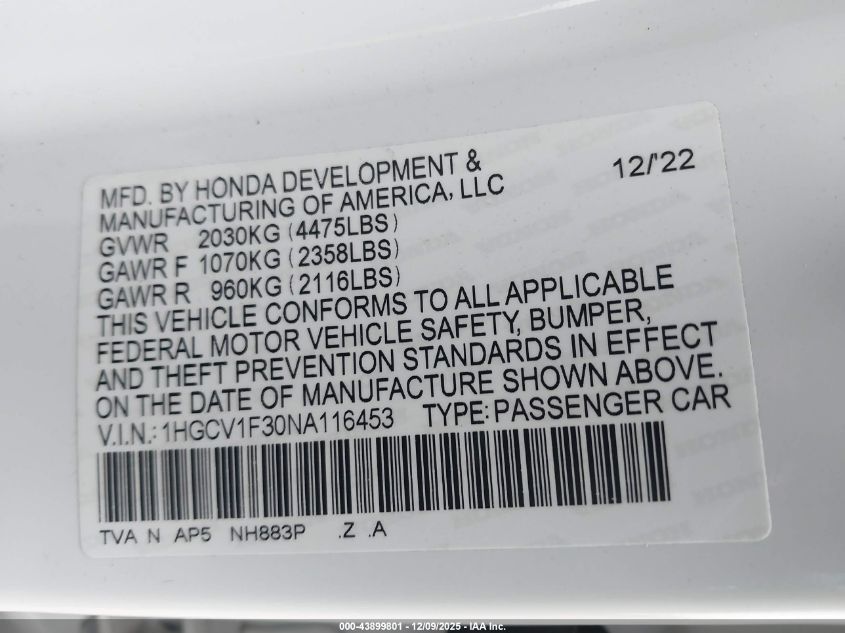 MFD. BY HONDA DEVELOPMENT &
MANUFACTURING OF AMERICA, LLC
12/'22
GVWR 2030KG (4475LBS)
GAWR F 1070KG (2358LBS)
GAWR R 960KG (2116LBS)
THIS VEHICLE CONFORMS TO ALL APPLICABLE
FEDERAL MOTOR VEHICLE SAFETY, BUMPER,
AND THEFT PREVENTION STANDARDS IN EFFECT
ON THE DATE OF MANUFACTURE SHOWN ABOVE.
V.I.N.: 1HGCV1F30NA116453 TYPE: PASSENGER CAR
TVA N AP5 NH883P .Z .A
000-43899801 - 12/09/2025 - IAA Inc.